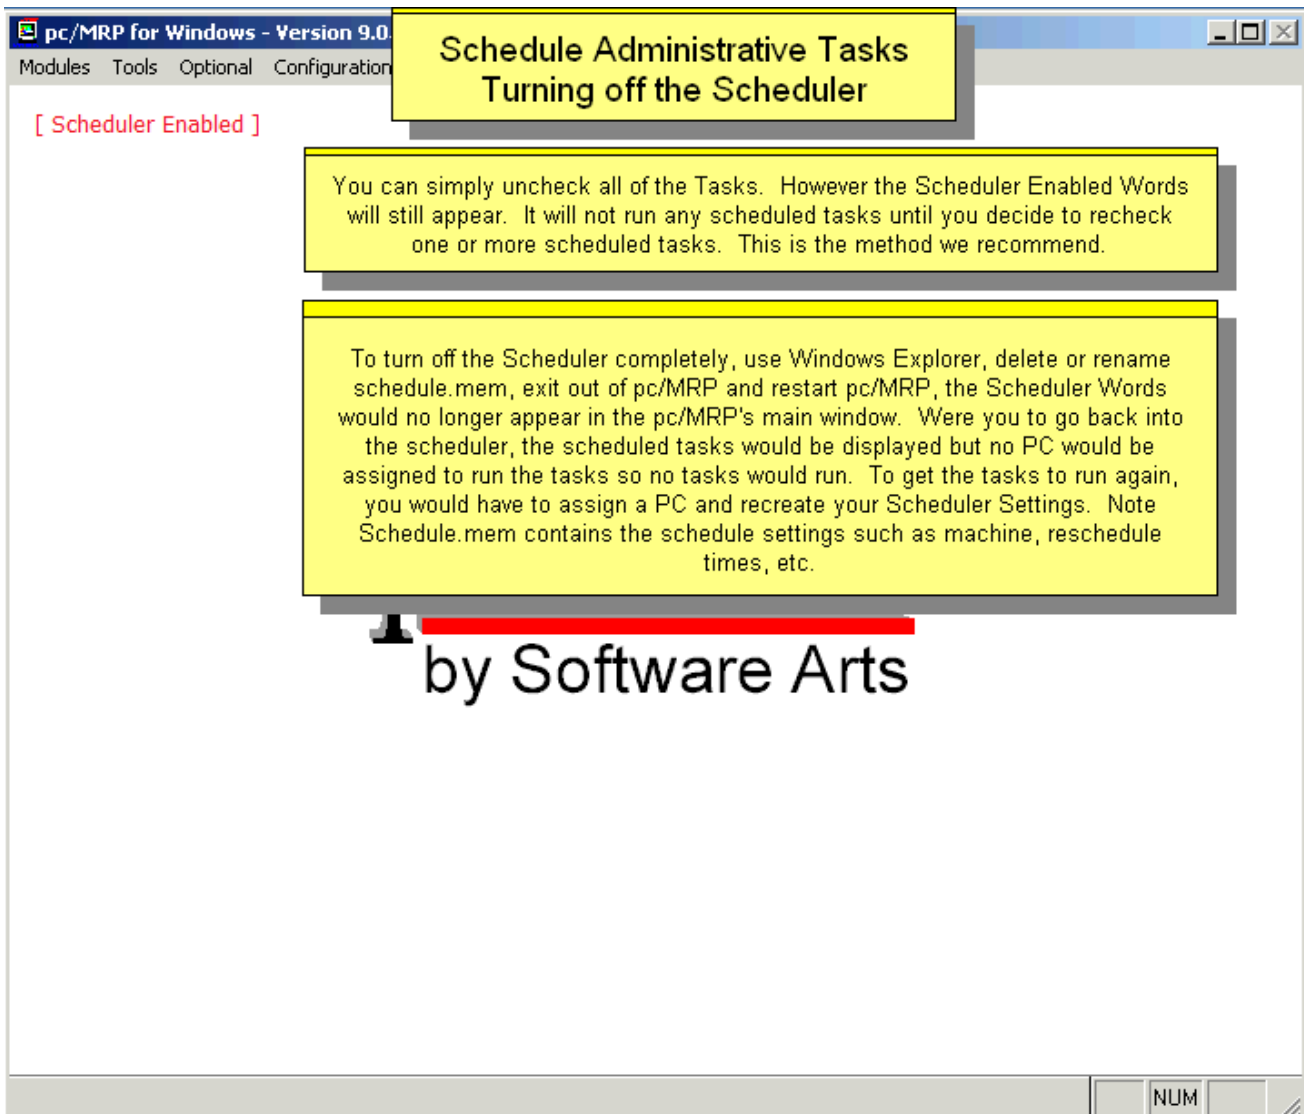 pc/MRP for Windows - Version 9.0
Schedule Administrative Tasks
Turning off the Scheduler
Modules Tools Optional Configuration
[ Scheduler Enabled ]
You can simply uncheck all of the Tasks. However the Scheduler Enabled Words
will still appear. It will not run any scheduled tasks until you decide to recheck
one or more scheduled tasks. This is the method we recommend.
To turn off the Scheduler completely, use Windows Explorer, delete or rename
schedule.mem, exit out of pc/MRP and restart pc/MRP, the Scheduler Words
would no longer appear in the pc/MRP's main window. Were you to go back into
the scheduler, the scheduled tasks would be displayed but no PC would be
assigned to run the tasks so no tasks would run. To get the tasks to run again,
you would have to assign a PC and recreate your Scheduler Settings. Note
Schedule.mem contains the schedule settings such as machine, reschedule
times, etc.
by Software Arts
NUM